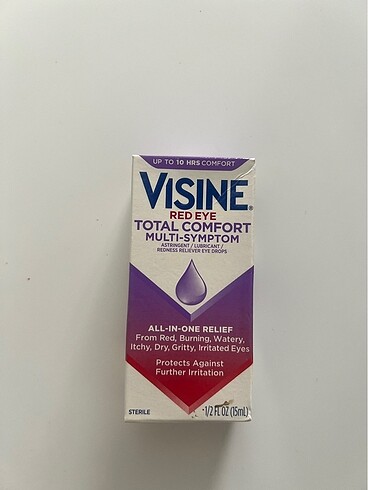 UP TO 10 HRS COMFORT
VISINE®
RED EYE
TOTAL COMFORT
MULTI-SYMPTOM
ASTRINGENT / LUBRICANT /
REDNESS RELIEVER EYE DROPS
ALL-IN-ONE RELIEF
From Red, Burning, Watery,
Itchy, Dry, Gritty, Irritated Eyes
Protects Against
Further Irritation
STERILE
1/2 FL OZ (15mL)